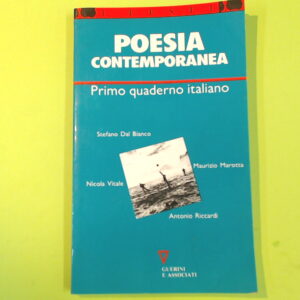 POESIA
CONTEMPORANEA
Primo quaderno italiano
Stefano Dal Bianco
Maurizio Marotta
Nicola Vitale
Antonio Riccardi
GUERINI
E ASSOCIATI